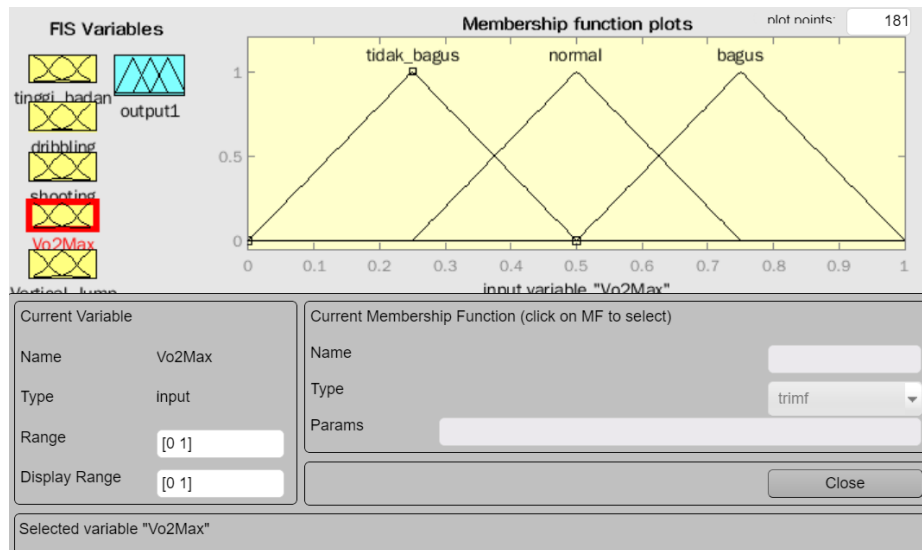 FIS Variables
Membership function plots
plot points:
181
tinggi_badan
output1
dribbling
shooting
Vo2Max
Vertical_Jump
tidak_bagus
normal
bagus
1
0.5
0
0 0.1 0.2 0.3 0.4 0.5 0.6 0.7 0.8 0.9 1
input variable "Vo2Max"
Current Variable
Name Vo2Max
Type input
Range [0 1]
Display Range [0 1]
Current Membership Function (click on MF to select)
Name
Type trimf
Params
Close
Selected variable "Vo2Max"